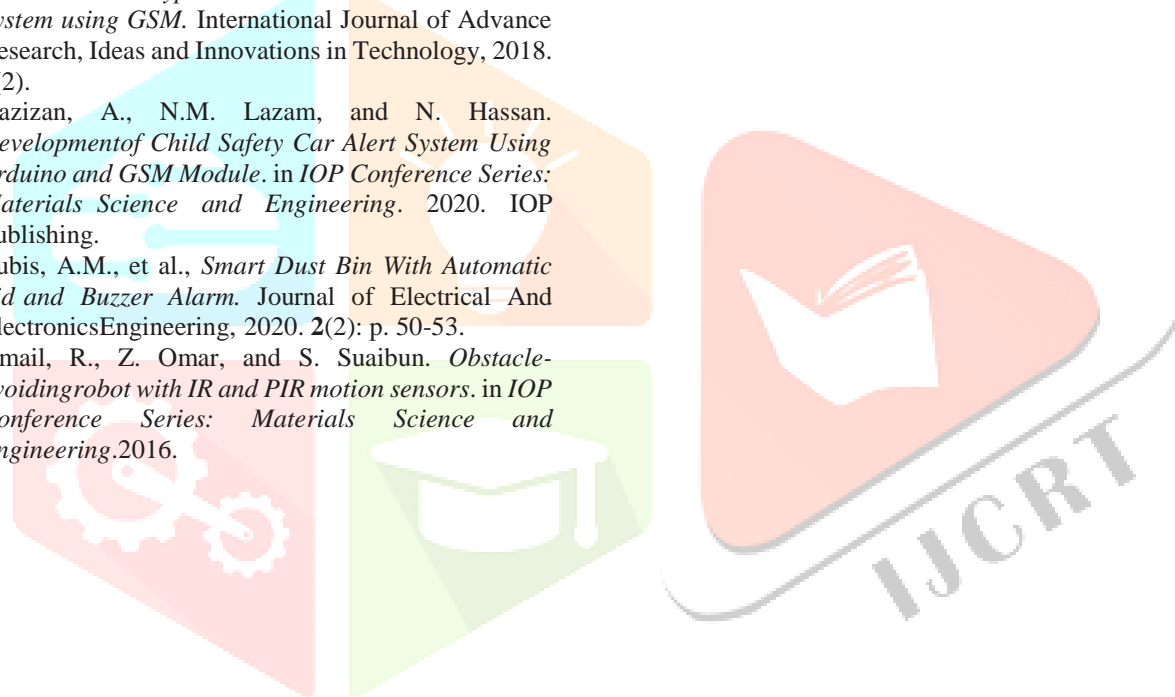 ystem using GSM. International Journal of Advance
esearch, Ideas and Innovations in Technology, 2018.
(2).
azizan, A., N.M. Lazam, and N. Hassan.
evelopmentof Child Safety Car Alert System Using
rduino and GSM Module. in IOP Conference Series:
aterials Science and Engineering. 2020. IOP
ublishing.
ubis, A.M., et al., Smart Dust Bin With Automatic
id and Buzzer Alarm. Journal of Electrical And
lectronicsEngineering, 2020. 2(2): p. 50-53.
mail, R., Z. Omar, and S. Suaibun. Obstacle-
voidingrobot with IR and PIR motion sensors. in IOP
onference Series: Materials Science and
ngineering.2016.
IJCRT